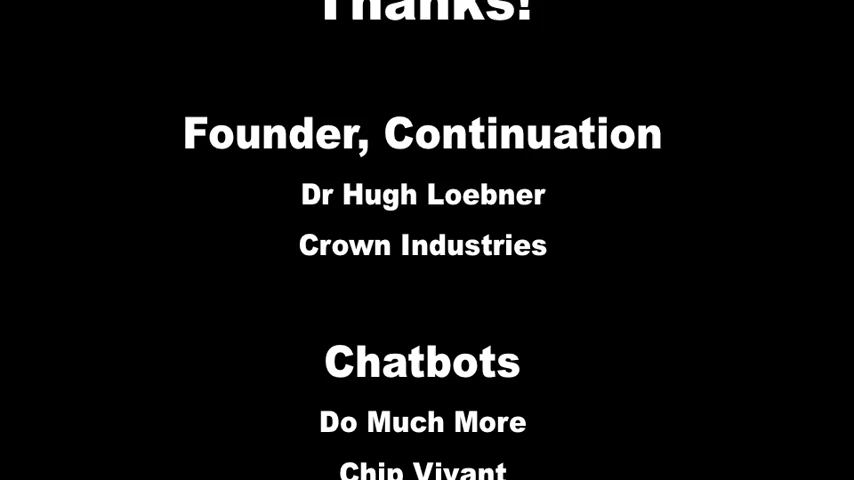 Thanks!
Founder, Continuation
Dr Hugh Loebner
Crown Industries
Chatbots
Do Much More
Chip Vivant